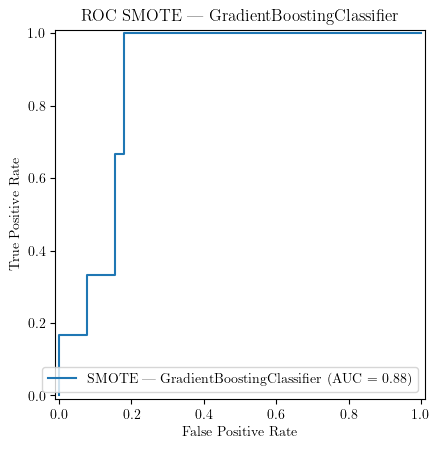 ROC SMOTE — GradientBoostingClassifier
1.0
0.8
0.6
0.4
0.2
0.0
True Positive Rate
SMOTE — GradientBoostingClassifier (AUC = 0.88)
0.0 0.2 0.4 0.6 0.8 1.0
False Positive Rate